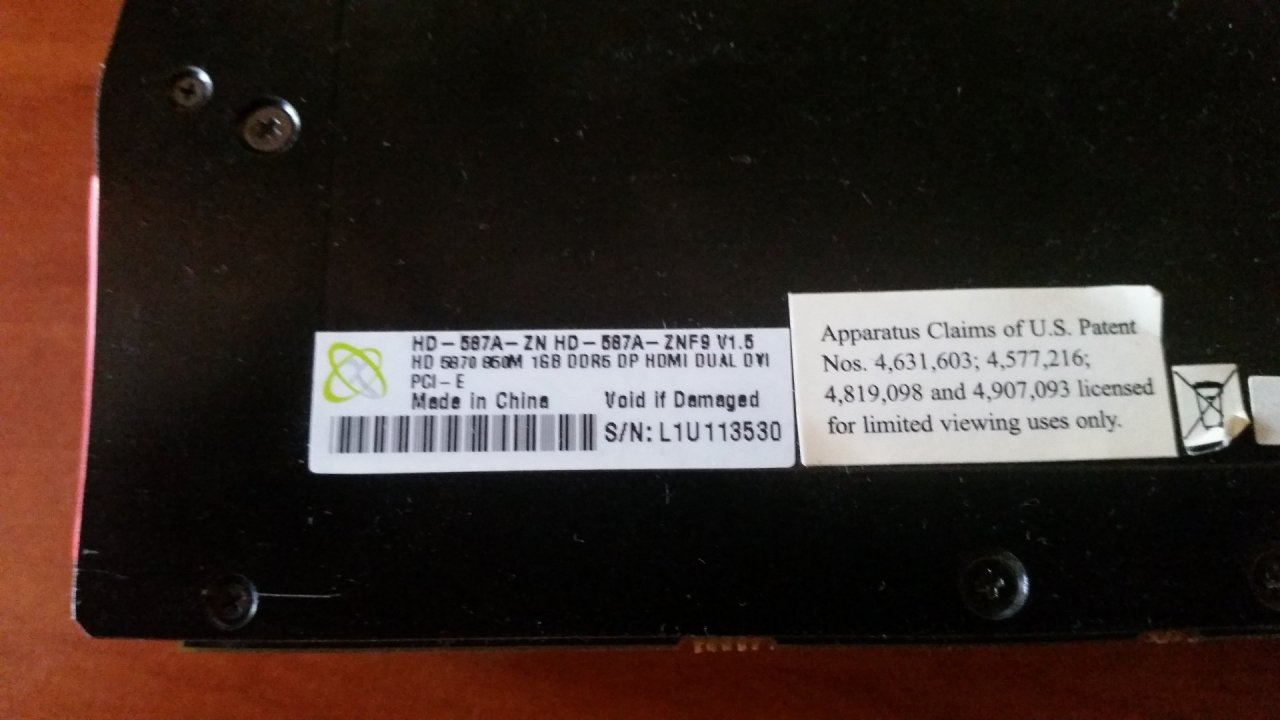 HD-587A-ZN HD-587A-ZNF9 V1.5
HD 5870 850M 1GB DDR5 DP HDMI DUAL DVI
PCI-E
Made in China Void if Damaged
S/N: L1U113530
Apparatus Claims of U.S. Patent
Nos. 4,631,603; 4,577,216;
4,819,098 and 4,907,093 licensed
for limited viewing uses only.